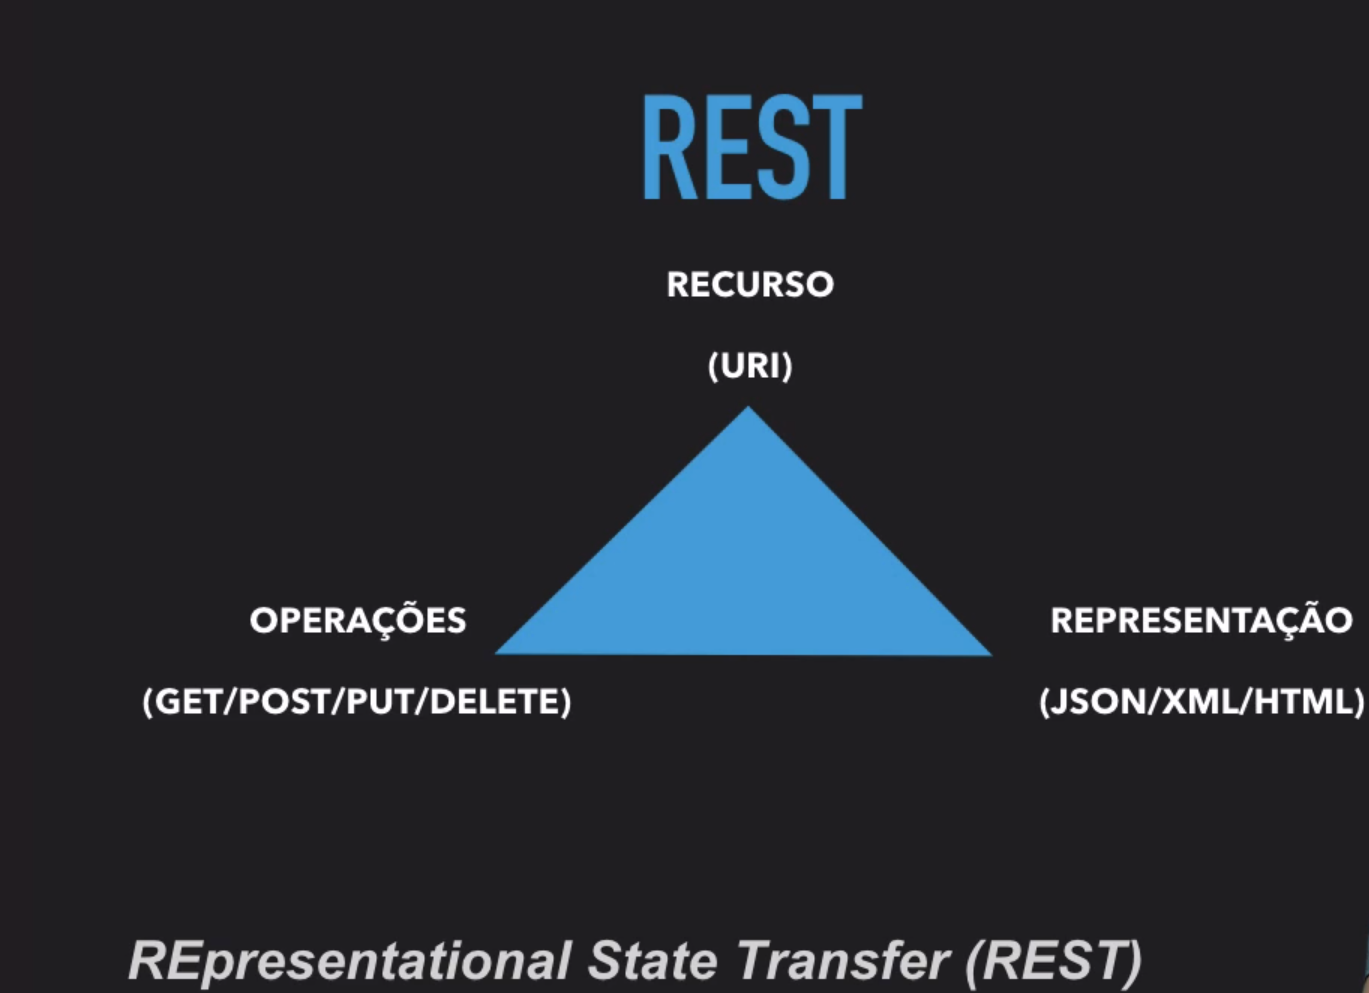 REST
RECURSO
(URI)
OPERAÇÕES
(GET/POST/PUT/DELETE)
REPRESENTAÇÃO
(JSON/XML/HTML)
REpresentational State Transfer (REST)